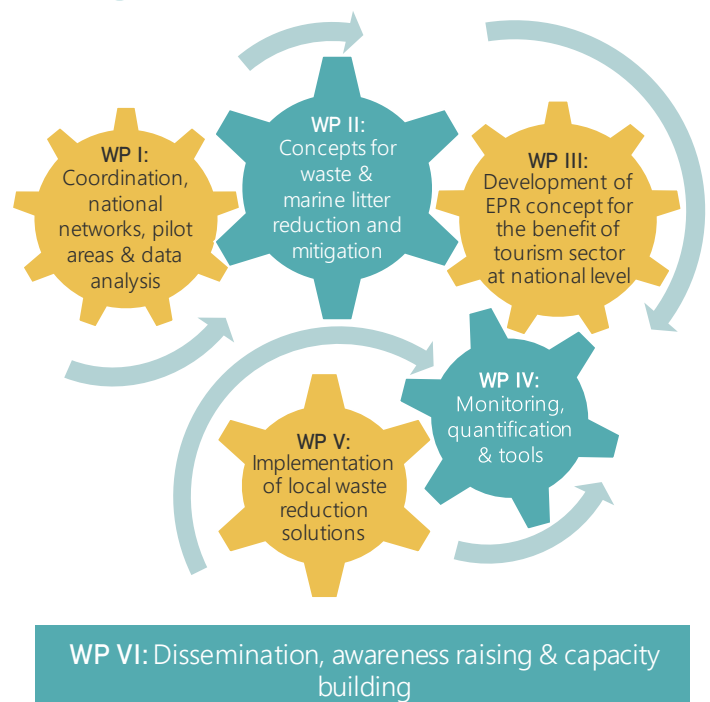 WP I:
Coordination,
national
networks, pilot
areas & data
analysis
WP II:
Concepts for
waste &
marine litter
reduction and
mitigation
WP III:
Development of
EPR concept for
the benefit of
tourism sector
at national level
WP IV:
Monitoring,
quantification
& tools
WP V:
Implementation
of local waste
reduction
solutions
WP VI: Dissemination, awareness raising & capacity
building